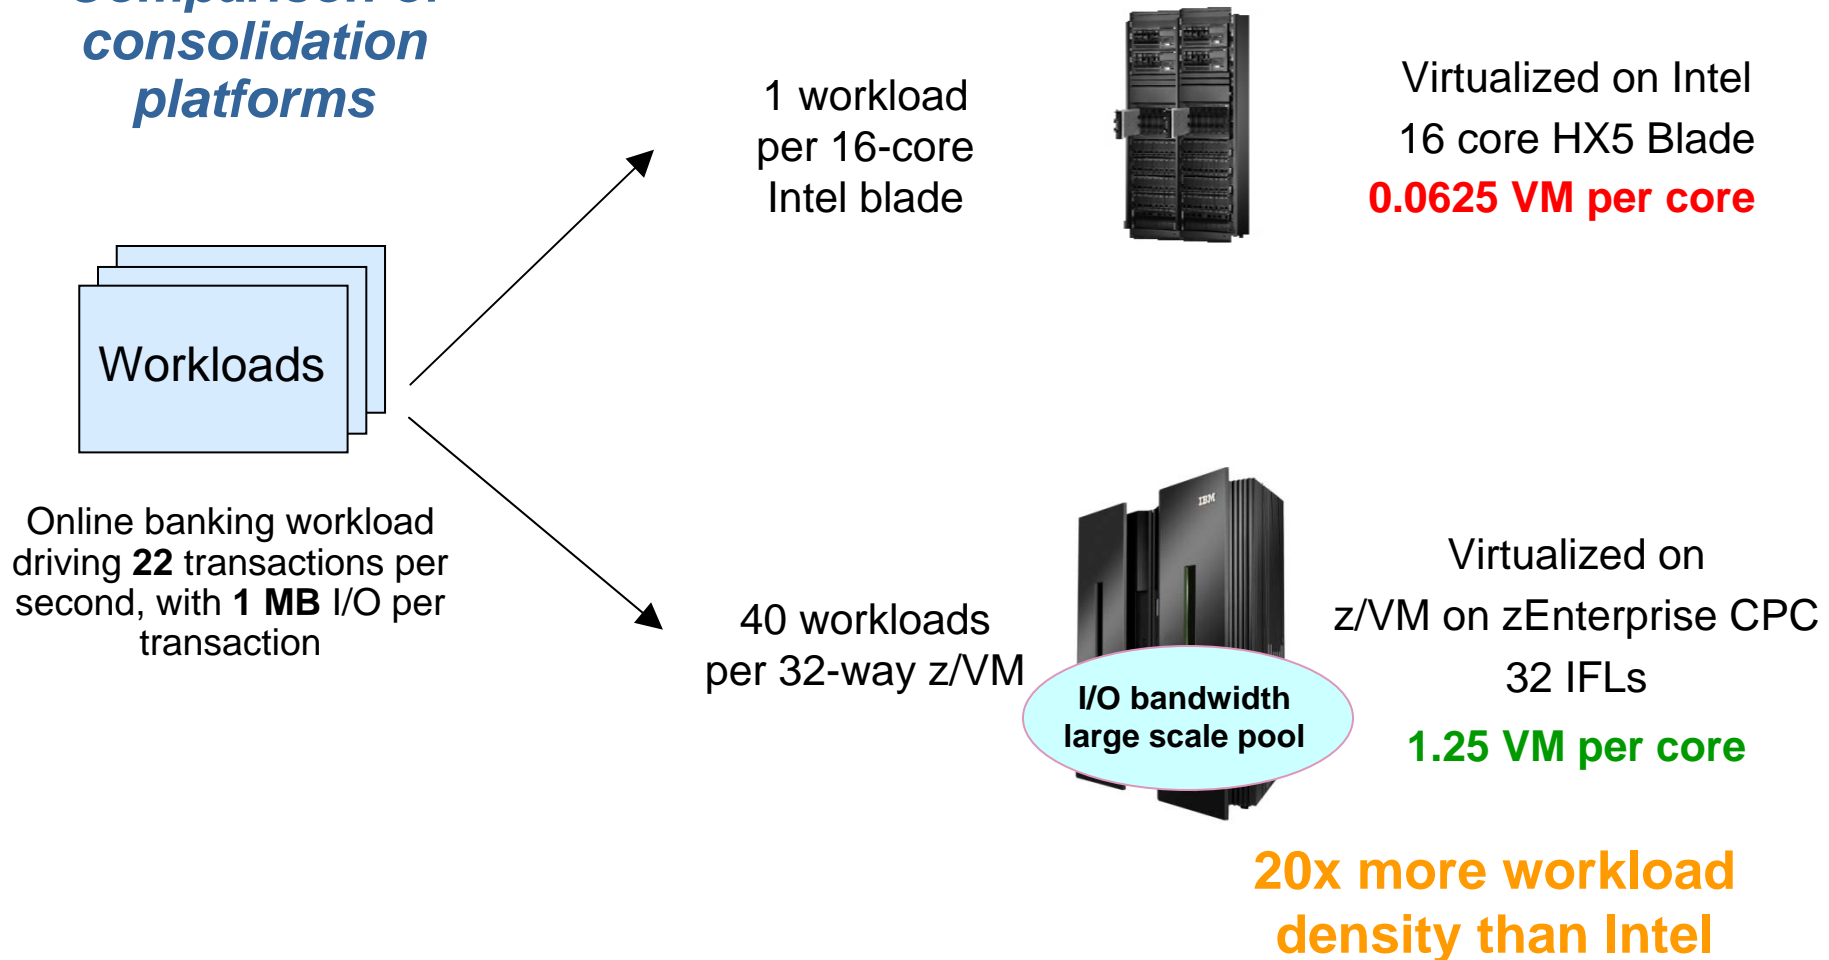 Comparison of
consolidation
platforms
1 workload
per 16-core
Intel blade
Virtualized on Intel
16 core HX5 Blade
0.0625 VM per core
Workloads
Online banking workload
driving 22 transactions per
second, with 1 MB I/O per
transaction
40 workloads
per 32-way z/VM
IBM
I/O bandwidth
large scale pool
Virtualized on
z/VM on zEnterprise CPC
32 IFLs
1.25 VM per core
20x more workload
density than Intel